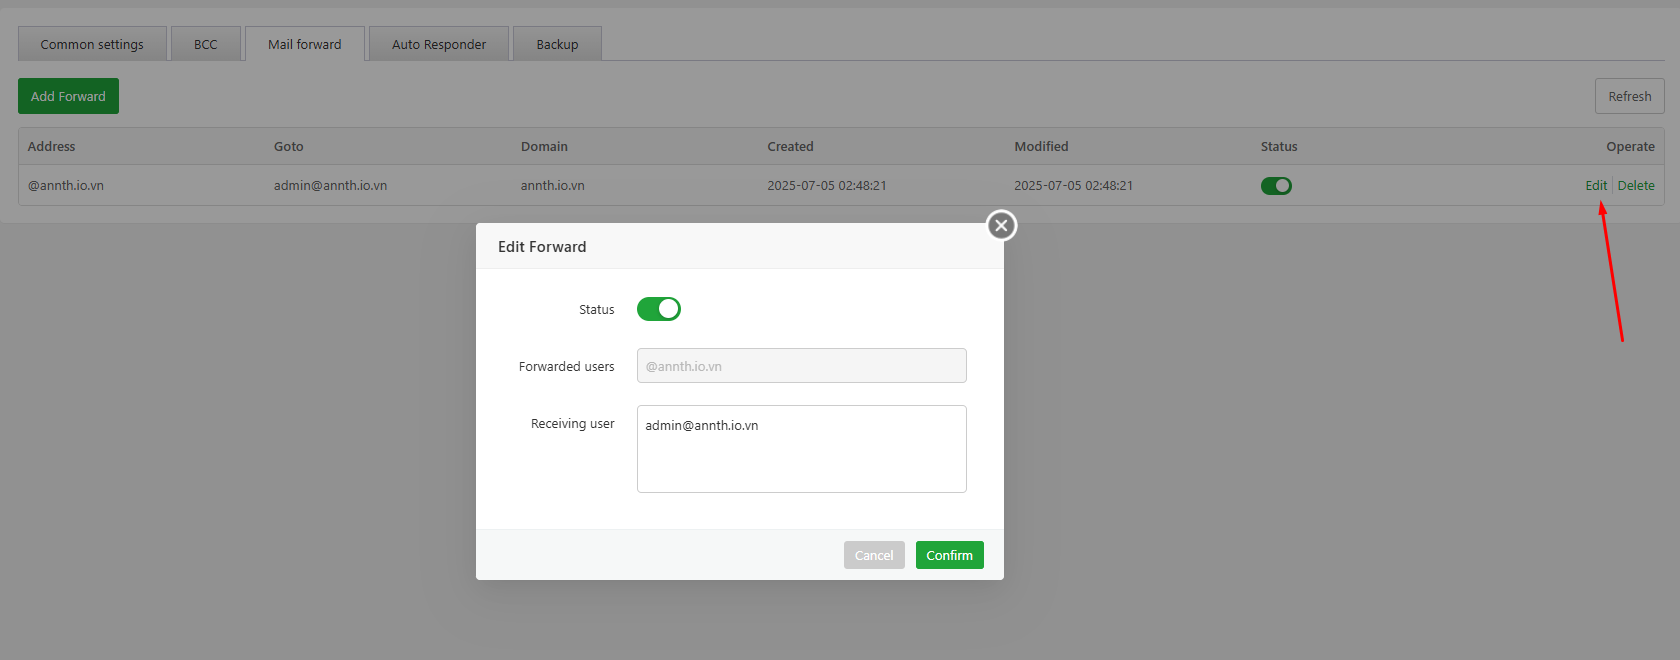 Common settings BCC Mail forward Auto Responder Backup
Add Forward Refresh
Address Goto Domain Created Modified Status Operate
@annth.io.vn admin@annth.io.vn annth.io.vn 2025-07-05 02:48:21 2025-07-05 02:48:21 Edit Delete
Edit Forward
Status
Forwarded users @annth.io.vn
Receiving user admin@annth.io.vn
Cancel Confirm